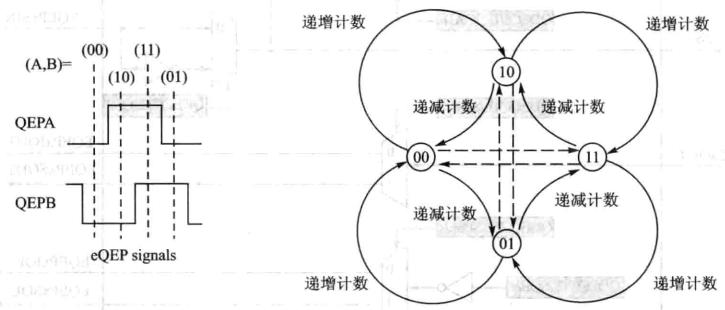 (A,B)=
(00)
(11)
(10)
(01)
QEPA
QEPB
eQEP signals
递增计数
递增计数
10
递减计数
递减计数
00
11
递减计数
递减计数
01
递增计数
递增计数